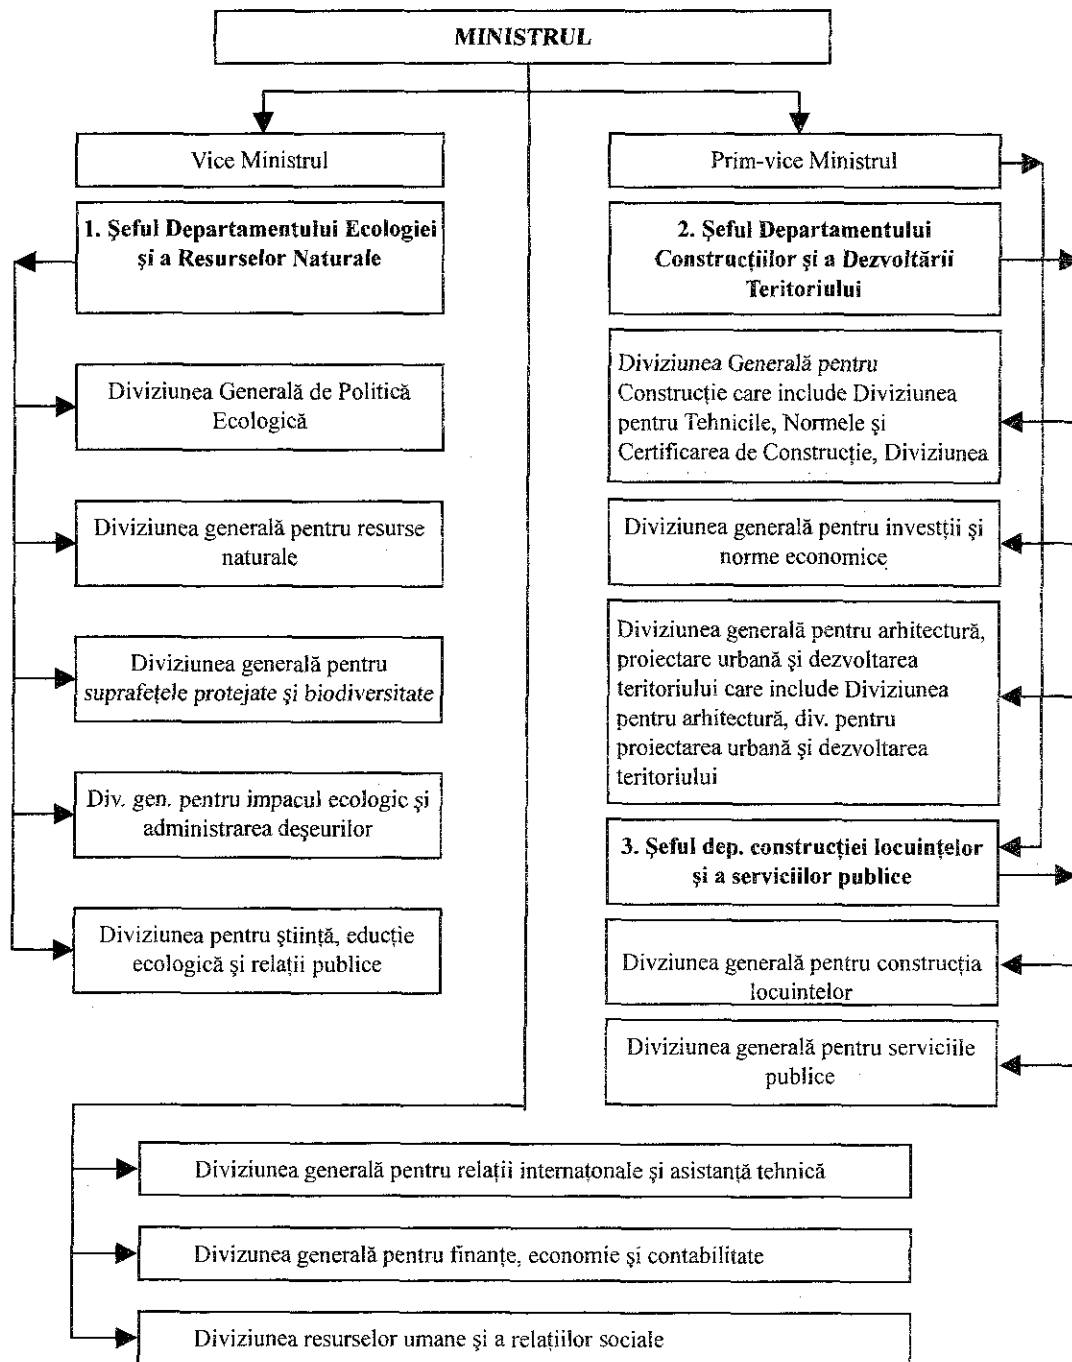 MINISTRUL
Vice Ministrul
1. Şeful Departamentului Ecologiei
şi a Resurselor Naturale
Diviziunea Generală de Politică
Ecologică
Diviziunea generală pentru resurse
naturale
Diviziunea generală pentru
suprafeţele protejate şi biodiversitate
Div. gen. pentru impacul ecologic şi
administrarea deşeurilor
Diviziunea pentru ştiinţă, educţie
ecologică şi relaţii publice
Prim-vice Ministrul
2. Şeful Departamentului
Construcţiilor şi a Dezvoltării
Teritoriului
Diviziunea Generală pentru
Construcţie care include Diviziunea
pentru Tehnicile, Normele şi
Certificarea de Construcţie, Diviziunea
Diviziunea generală pentru investţii şi
norme economice
Diviziunea generală pentru arhitectură,
proiectare urbană şi dezvoltarea
teritoriului care include Diviziunea
pentru arhitectură, div. pentru
proiectarea urbană şi dezvoltarea
teritoriului
3. Şeful dep. construcţiei locuinţelor
şi a serviciilor publice
Divziunea generală pentru construcţia
locuintelor
Diviziunea generală pentru serviciile
publice
Diviziunea generală pentru relaţii internaţonale şi asistanţă tehnică
Divizunea generală pentru finanţe, economie şi contabilitate
Diviziunea resurselor umane şi a relaţiilor sociale